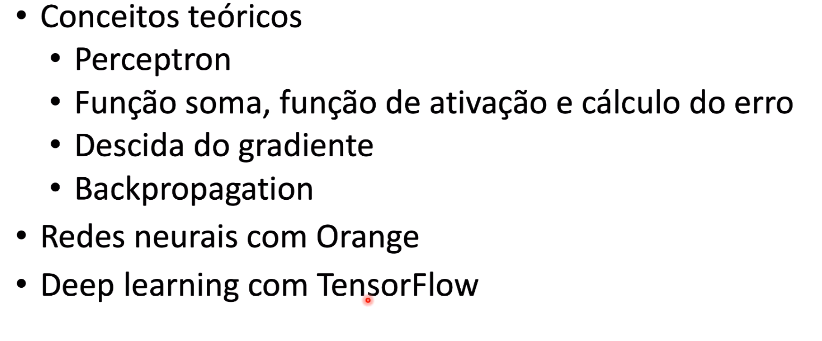 • Conceitos teóricos
• Perceptron
• Função soma, função de ativação e cálculo do erro
• Descida do gradiente
• Backpropagation
• Redes neurais com Orange
• Deep learning com TensorFlow